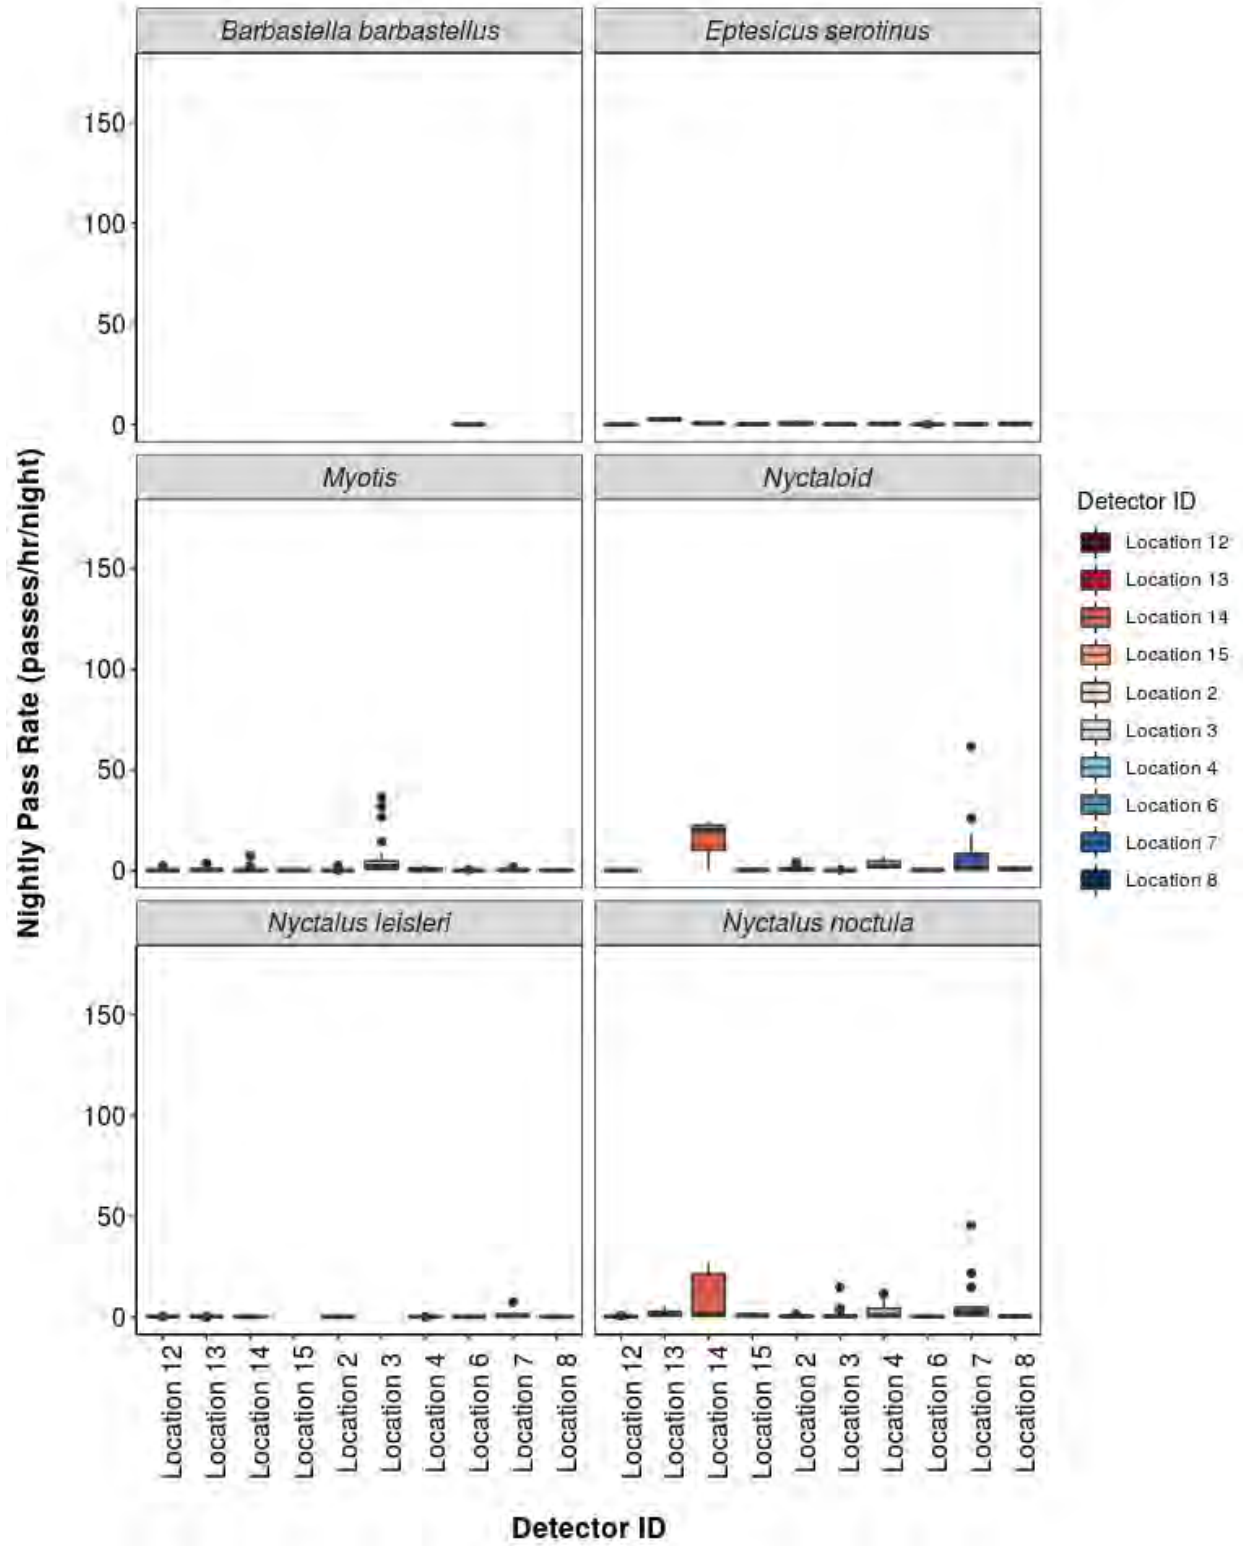 Barbastella barbastellus
Eptesicus serotinus
150
100
50
0
Myotis
Nyctaloid
150
100
50
0
Nyctalus leisleri
Nyctalus noctula
150
100
50
0
Nightly Pass Rate (passes/hr/night)
Location 12
Location 13
Location 14
Location 15
Location 2
Location 3
Location 4
Location 6
Location 7
Location 8
Location 12
Location 13
Location 14
Location 15
Location 2
Location 3
Location 4
Location 6
Location 7
Location 8
Detector ID
Detector ID
Location 12
Location 13
Location 14
Location 15
Location 2
Location 3
Location 4
Location 6
Location 7
Location 8